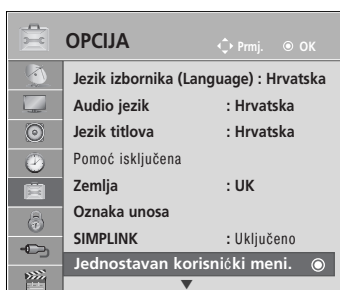 OPCIJA Prmj. OK
Jezik izbornika (Language) : Hrvatska
Audio jezik : Hrvatska
Jezik titlova : Hrvatska
Pomoć isključena
Zemlja : UK
Oznaka unosa
SIMPLINK : Uključeno
Jednostavan korisnićki meni.